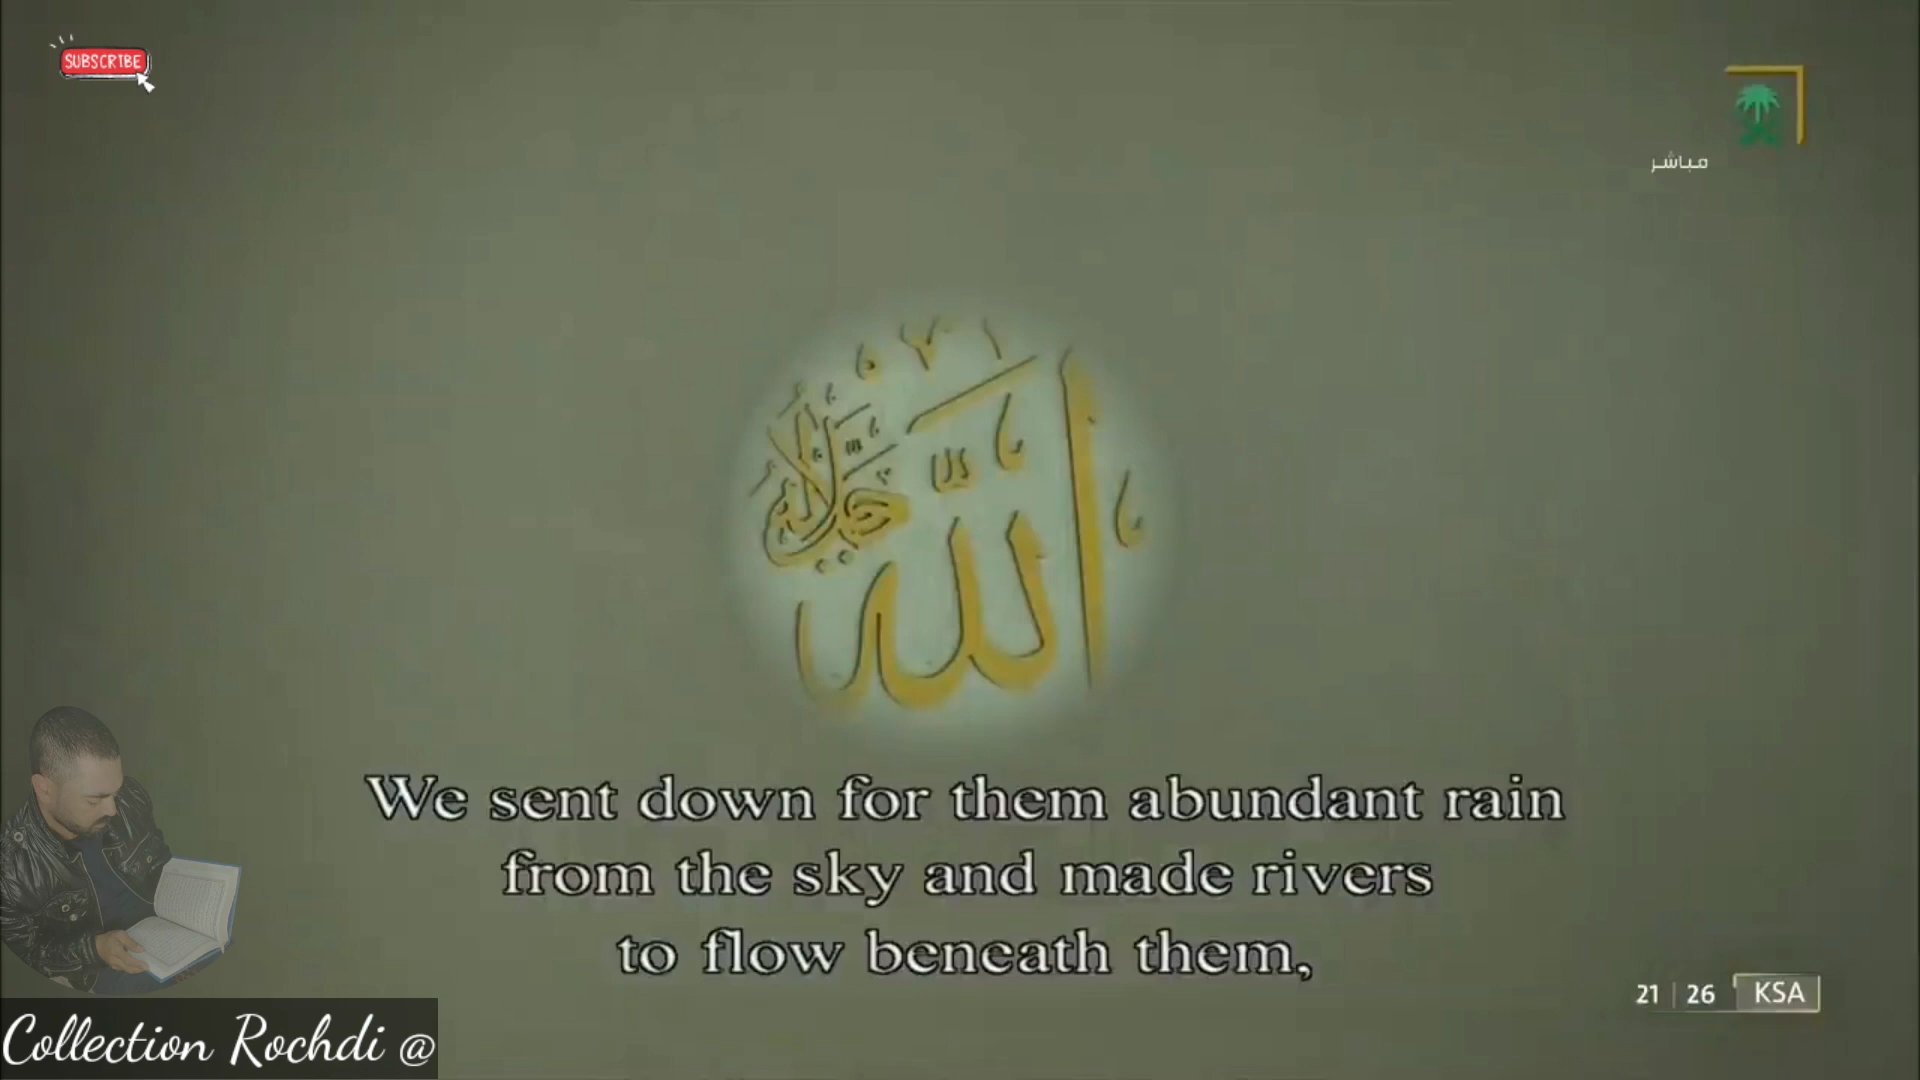 SUBSCRIBE
مباشر
الله
جل جلاله
We sent down for them abundant rain
from the sky and made rivers
to flow beneath them,
21 | 26 KSA
Collection Rochdi @